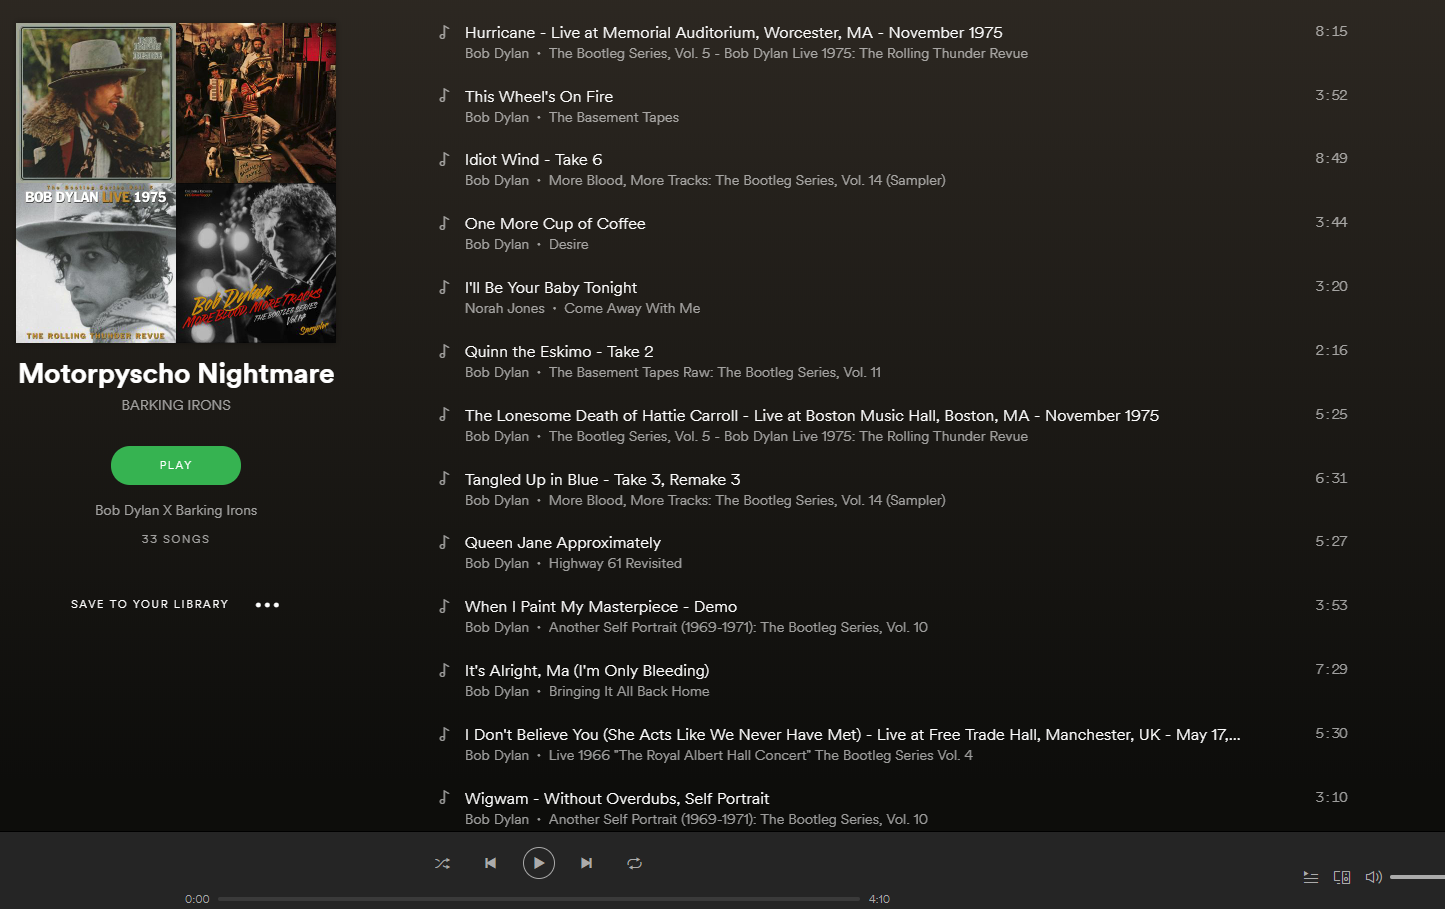 The Bootleg Series Vol. 5
BOB DYLAN LIVE 1975
THE ROLLING THUNDER REVUE
Bob Dylan
MORE BLOOD, MORE TRACKS
THE BOOTLEG SERIES
Vol. 14
Sampler
Motorpyscho Nightmare
BARKING IRONS
PLAY
Bob Dylan X Barking Irons
33 SONGS
SAVE TO YOUR LIBRARY
Hurricane - Live at Memorial Auditorium, Worcester, MA - November 1975 8:15
Bob Dylan • The Bootleg Series, Vol. 5 - Bob Dylan Live 1975: The Rolling Thunder Revue
This Wheel's On Fire 3:52
Bob Dylan • The Basement Tapes
Idiot Wind - Take 6 8:49
Bob Dylan • More Blood, More Tracks: The Bootleg Series, Vol. 14 (Sampler)
One More Cup of Coffee 3:44
Bob Dylan • Desire
I'll Be Your Baby Tonight 3:20
Norah Jones • Come Away With Me
Quinn the Eskimo - Take 2 2:16
Bob Dylan • The Basement Tapes Raw: The Bootleg Series, Vol. 11
The Lonesome Death of Hattie Carroll - Live at Boston Music Hall, Boston, MA - November 1975 5:25
Bob Dylan • The Bootleg Series, Vol. 5 - Bob Dylan Live 1975: The Rolling Thunder Revue
Tangled Up in Blue - Take 3, Remake 3 6:31
Bob Dylan • More Blood, More Tracks: The Bootleg Series, Vol. 14 (Sampler)
Queen Jane Approximately 5:27
Bob Dylan • Highway 61 Revisited
When I Paint My Masterpiece - Demo 3:53
Bob Dylan • Another Self Portrait (1969-1971): The Bootleg Series, Vol. 10
It's Alright, Ma (I'm Only Bleeding) 7:29
Bob Dylan • Bringing It All Back Home
I Don't Believe You (She Acts Like We Never Have Met) - Live at Free Trade Hall, Manchester, UK - May 17,... 5:30
Bob Dylan • Live 1966 "The Royal Albert Hall Concert" The Bootleg Series Vol. 4
Wigwam - Without Overdubs, Self Portrait 3:10
Bob Dylan • Another Self Portrait (1969-1971): The Bootleg Series, Vol. 10
0:00 4:10